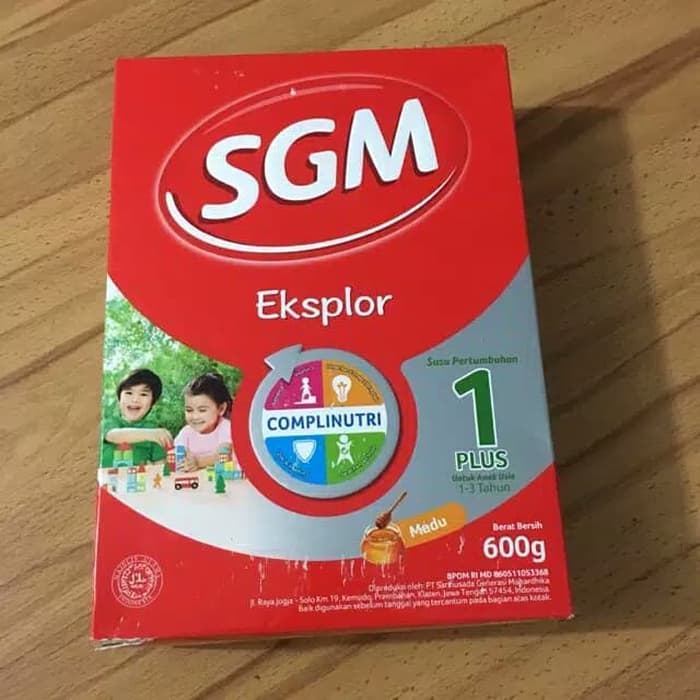 SGM
Eksplor
COMPLINUTRI
Susu Pertumbuhan
1
PLUS
Untuk Anak Usia
1-3 Tahun
Madu
Berat Bersih
600g
BPOM RI MD 860511053368
Diproduksi oleh: PT Sarihusada Generasi Mahardhika
Jl. Raya Jogja - Solo Km 19, Kemudo, Prambanan, Klaten, Jawa Tengah 57454, Indonesia.
Baik digunakan sebelum tanggal yang tercantum pada bagian atas kotak.